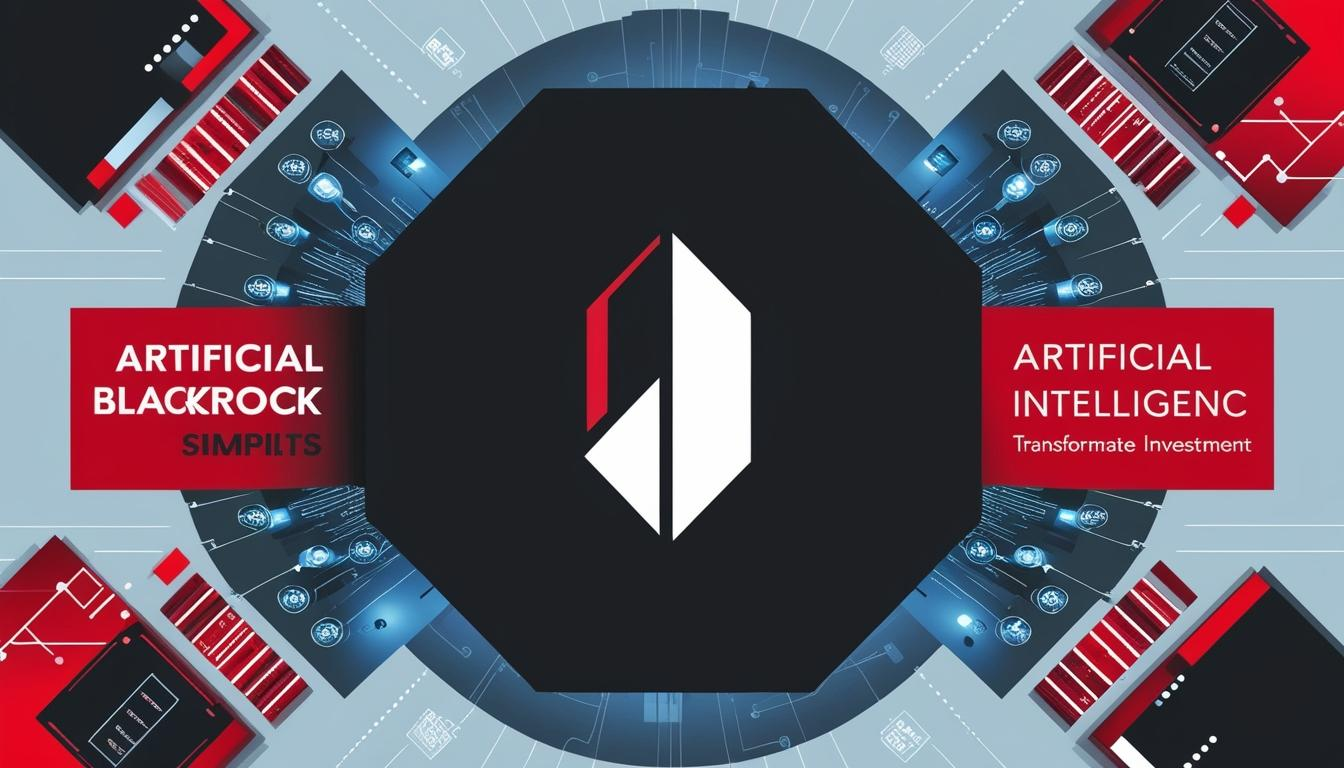 ARTIFICIAL
BLACKROCK
SIMPILTS
ARTIFICIAL
INTELLIGENC
Transformate Investment